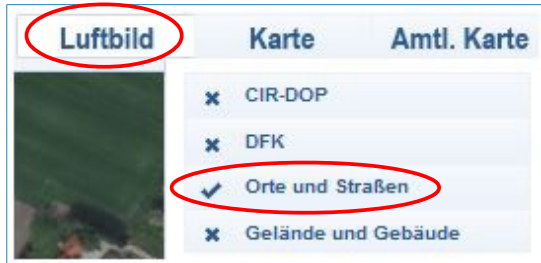 Luftbild Karte Amtl. Karte
CIR-DOP
DFK
Orte und Straßen
Gelände und Gebäude